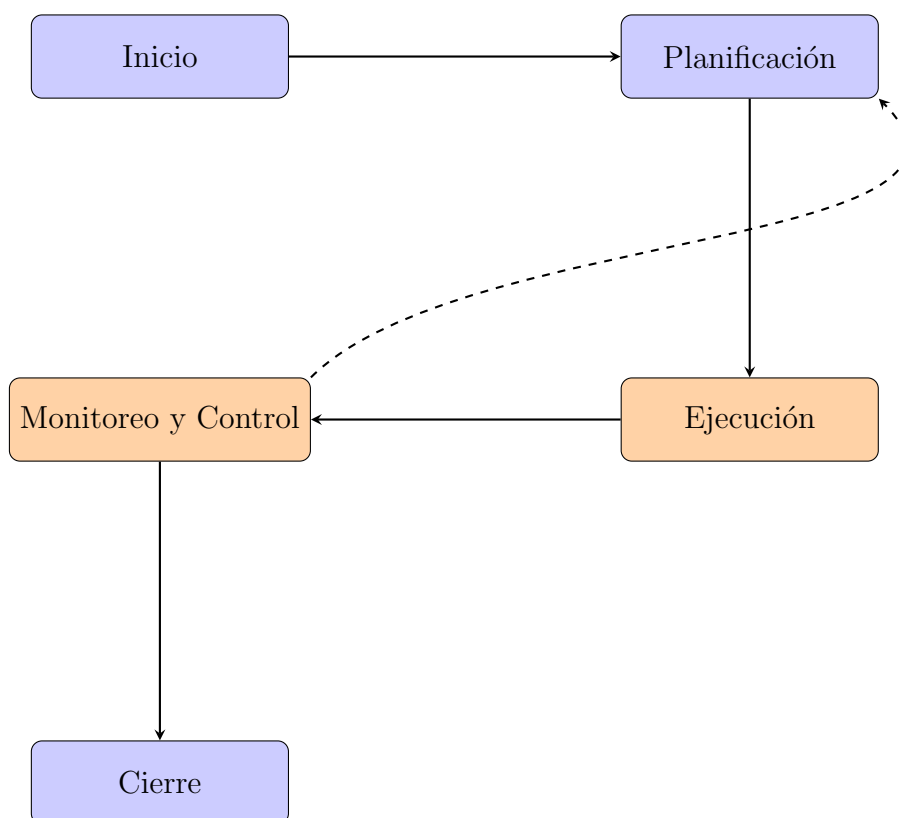 Inicio
Planificación
Monitoreo y Control
Ejecución
Cierre